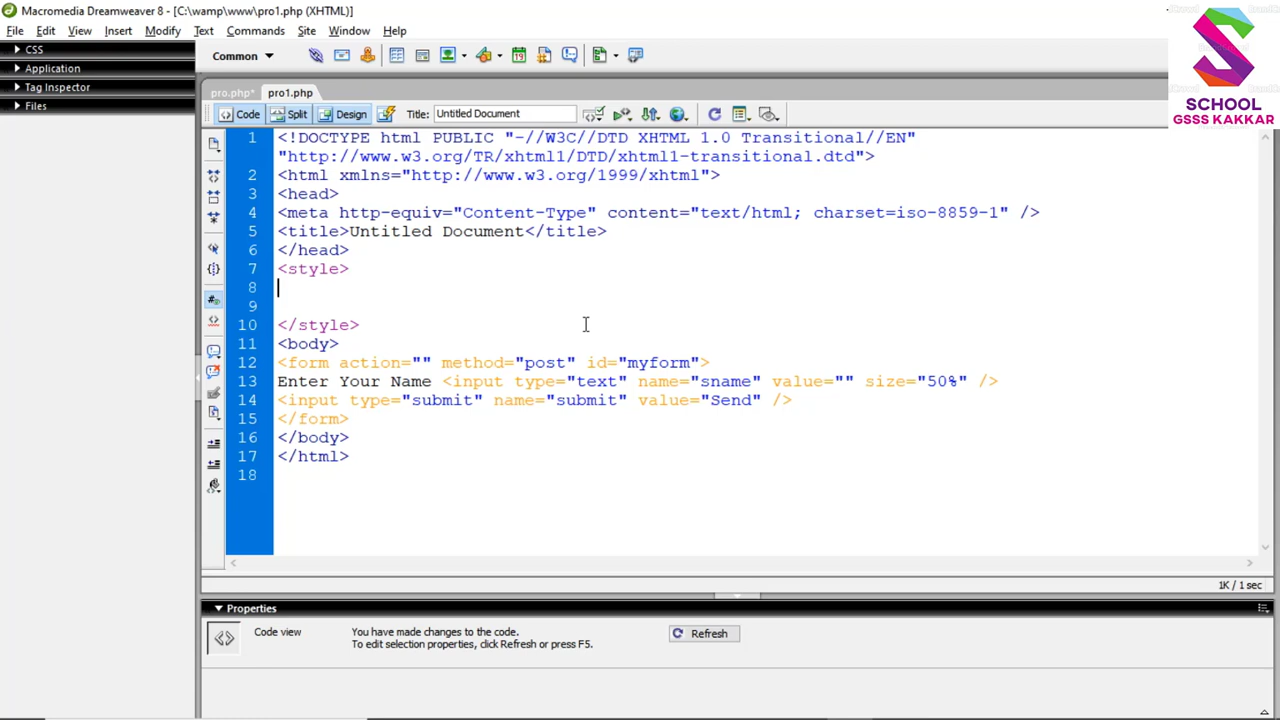 Macromedia Dreamweaver 8 - [C:\wamp\www\pro1.php (XHTML)]
File Edit View Insert Modify Text Commands Site Window Help
CSS
Application
Tag Inspector
Files
Common
pro.php* pro1.php
Code Split Design Title: Untitled Document
1 <!DOCTYPE html PUBLIC "-//W3C//DTD XHTML 1.0 Transitional//EN"
"http://www.w3.org/TR/xhtml1/DTD/xhtml1-transitional.dtd">
2 <html xmlns="http://www.w3.org/1999/xhtml">
3 <head>
4 <meta http-equiv="Content-Type" content="text/html; charset=iso-8859-1" />
5 <title>Untitled Document</title>
6 </head>
7 <style>
8
9
10 </style>
11 <body>
12 <form action="" method="post" id="myform">
13 Enter Your Name <input type="text" name="sname" value="" size="50%" />
14 <input type="submit" name="submit" value="Send" />
15 </form>
16 </body>
17 </html>
18
1K / 1 sec
Properties
Code view You have made changes to the code. Refresh
To edit selection properties, click Refresh or press F5.
SCHOOL
GSSS KAKKAR